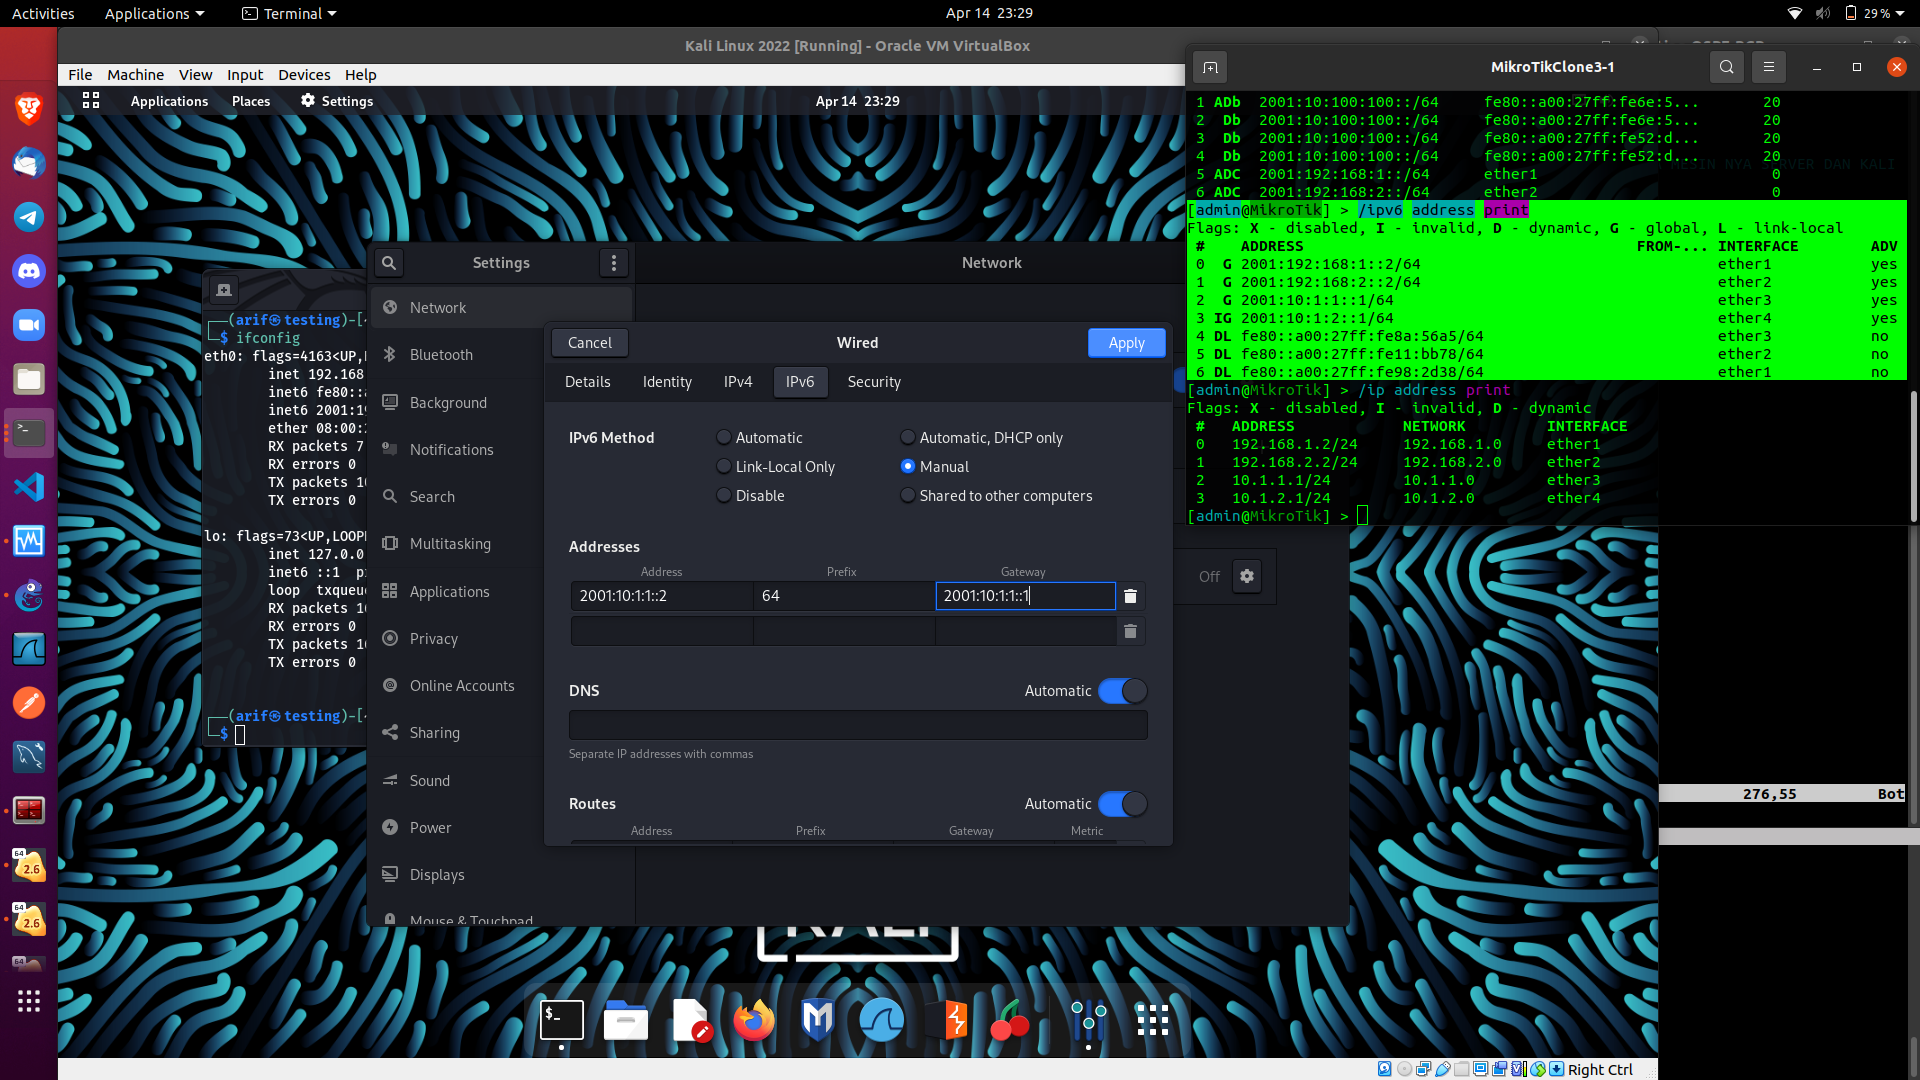 Activities Applications Terminal Apr 14 23:29 29 %
Kali Linux 2022 [Running] - Oracle VM VirtualBox
File Machine View Input Devices Help
Applications Places Settings Apr 14 23:29
MikroTikClone3-1
1 ADb 2001:10:100:100::/64 fe80::a00:27ff:fe6e:5... 20
2 Db 2001:10:100:100::/64 fe80::a00:27ff:fe6e:5... 20
3 Db 2001:10:100:100::/64 fe80::a00:27ff:fe52:d... 20
4 Db 2001:10:100:100::/64 fe80::a00:27ff:fe52:d... 20
5 ADC 2001:192:168:1::/64 ether1 0
6 ADC 2001:192:168:2::/64 ether2 0
[admin@MikroTik] > /ipv6 address print
Flags: X - disabled, I - invalid, D - dynamic, G - global, L - link-local
# ADDRESS FROM-... INTERFACE ADV
0 G 2001:192:168:1::2/64 ether1 yes
1 G 2001:192:168:2::2/64 ether2 yes
2 G 2001:10:1:1::1/64 ether3 yes
3 IG 2001:10:1:2::1/64 ether4 yes
4 DL fe80::a00:27ff:fe8a:56a5/64 ether3 no
5 DL fe80::a00:27ff:fe11:bb78/64 ether2 no
6 DL fe80::a00:27ff:fe98:2d38/64 ether1 no
[admin@MikroTik] > /ip address print
Flags: X - disabled, I - invalid, D - dynamic
# ADDRESS NETWORK INTERFACE
0 192.168.1.2/24 192.168.1.0 ether1
1 192.168.2.2/24 192.168.2.0 ether2
2 10.1.1.1/24 10.1.1.0 ether3
3 10.1.2.1/24 10.1.2.0 ether4
[admin@MikroTik] >
NYA SERVER DAN KALI
276,55 Bot
(arif㉿testing)-[~
$ ifconfig
eth0: flags=4163<UP,
inet 192.168
inet6 fe80::
inet6 2001:1
ether 08:00:
RX packets 7
RX errors 0
TX packets 1
TX errors 0
lo: flags=73<UP,LOOP
inet 127.0.0
inet6 ::1
loop txqueu
RX packets 1
RX errors 0
TX packets 1
TX errors 0
(arif㉿testing)-[~
$
Settings
Network
Network
Bluetooth
Background
Notifications
Search
Multitasking
Applications
Privacy
Online Accounts
Sharing
Sound
Power
Displays
Mouse & Touchpad
Off
Cancel Wired Apply
Details Identity IPv4 IPv6 Security
IPv6 Method Automatic Automatic, DHCP only
Link-Local Only Manual
Disable Shared to other computers
Addresses
Address Prefix Gateway
2001:10:1:1::2 64 2001:10:1:1::1
DNS Automatic
Separate IP addresses with commas
Routes Automatic
Address Prefix Gateway Metric
KALI
64 2.6
64 2.6
64
$_
Right Ctrl